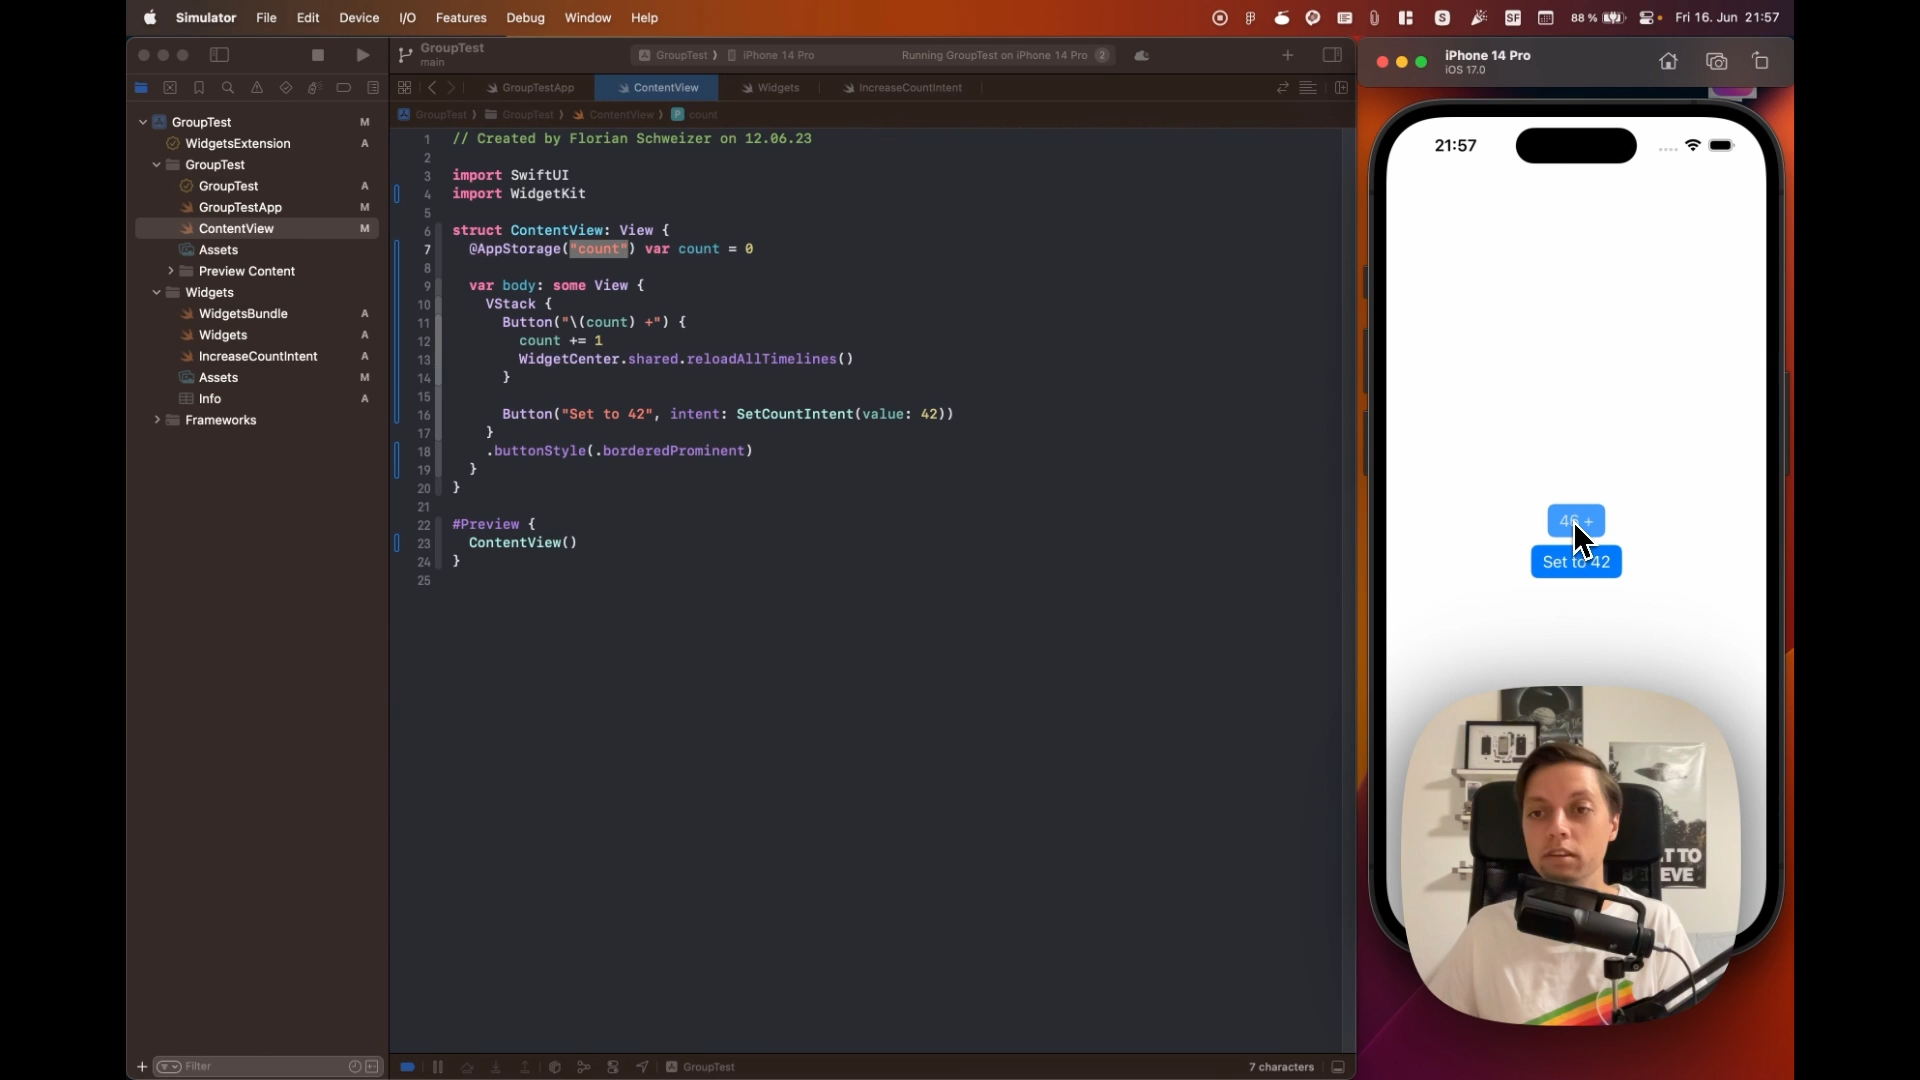 Simulator File Edit Device I/O Features Debug Window Help
S SF 88 % Fri 16. Jun 21:57
GroupTest
main
GroupTest ⟩ iPhone 14 Pro
Running GroupTest on iPhone 14 Pro 2
GroupTestApp ContentView Widgets IncreaseCountIntent
GroupTest ⟩ GroupTest ⟩ ContentView ⟩ P count
GroupTest M
WidgetsExtension A
GroupTest
GroupTest A
GroupTestApp M
ContentView M
Assets
Preview Content
Widgets
WidgetsBundle A
Widgets A
IncreaseCountIntent A
Assets M
Info A
Frameworks
Filter
1 // Created by Florian Schweizer on 12.06.23
2
3 import SwiftUI
4 import WidgetKit
5
6 struct ContentView: View {
7 @AppStorage("count") var count = 0
8
9 var body: some View {
10 VStack {
11 Button("\(count) +") {
12 count += 1
13 WidgetCenter.shared.reloadAllTimelines()
14 }
15
16 Button("Set to 42", intent: SetCountIntent(value: 42))
17 }
18 .buttonStyle(.borderedProminent)
19 }
20 }
21
22 #Preview {
23 ContentView()
24 }
25
GroupTest
7 characters
iPhone 14 Pro
iOS 17.0
21:57
+
Set to 42
TO
EVE